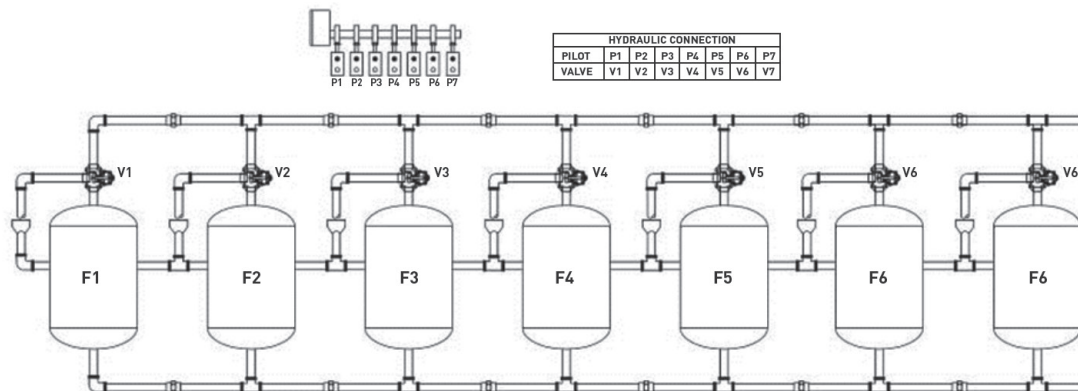 HYDRAULIC CONNECTION
PILOT P1 P2 P3 P4 P5 P6 P7
VALVE V1 V2 V3 V4 V5 V6 V7
P1 P2 P3 P4 P5 P6 P7
V1 V2 V3 V4 V5 V6 V6
F1 F2 F3 F4 F5 F6 F6